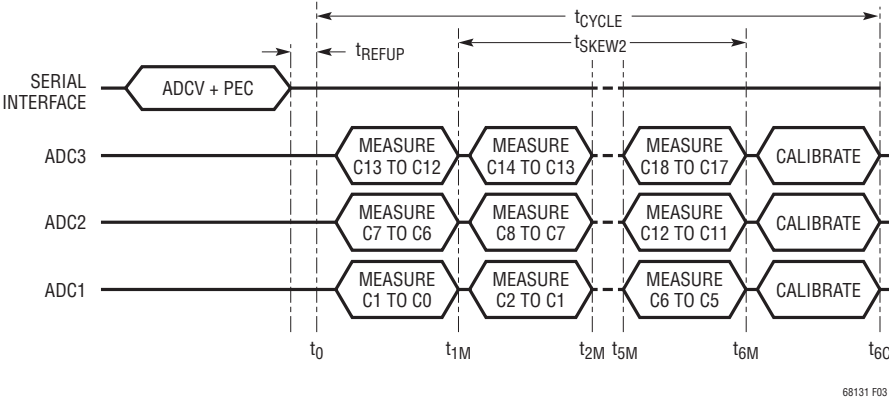 tCYCLE
tSKEW2
tREFUP
SERIAL
INTERFACE
ADCV + PEC
ADC3
MEASURE
C13 TO C12
MEASURE
C14 TO C13
MEASURE
C18 TO C17
CALIBRATE
ADC2
MEASURE
C7 TO C6
MEASURE
C8 TO C7
MEASURE
C12 TO C11
CALIBRATE
ADC1
MEASURE
C1 TO C0
MEASURE
C2 TO C1
MEASURE
C6 TO C5
CALIBRATE
t0
t1M
t2M
t5M
t6M
t6C
68131 F03